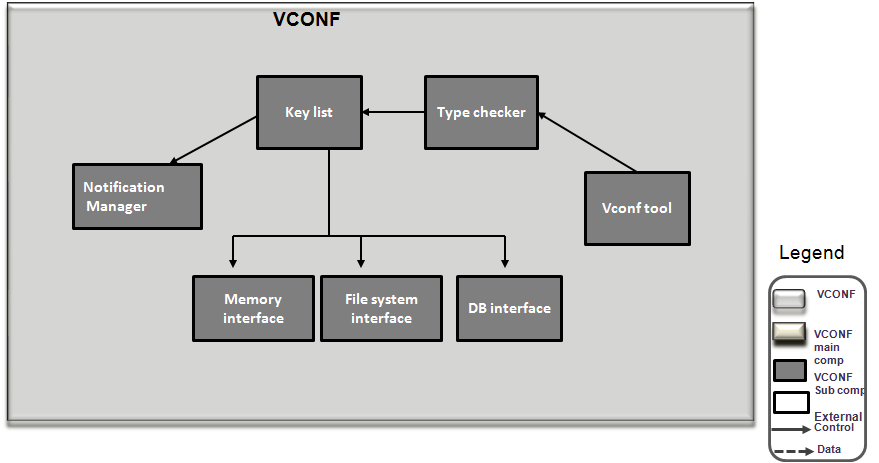 VCONF
Key list
Type checker
Notification
Manager
Vconf tool
Memory
interface
File system
interface
DB interface
Legend
VCONF
VCONF
main
comp
VCONF
Sub comp
External
Control
Data